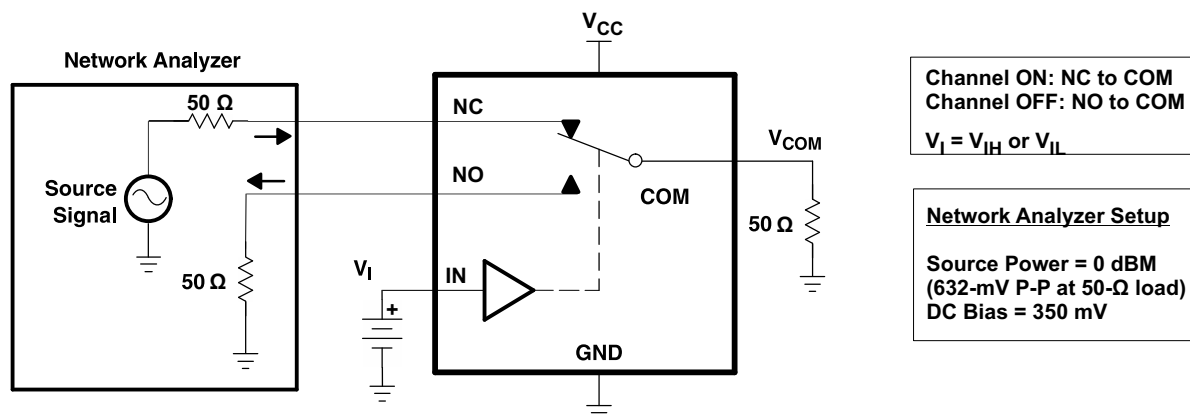 V_CC
Network Analyzer
50 Ω
NC
V_COM
Source
Signal
NO
COM
50 Ω
50 Ω
V_I
IN
+
GND
Channel ON: NC to COM
Channel OFF: NO to COM
V_I = V_IH or V_IL
Network Analyzer Setup
Source Power = 0 dBM
(632-mV P-P at 50-Ω load)
DC Bias = 350 mV